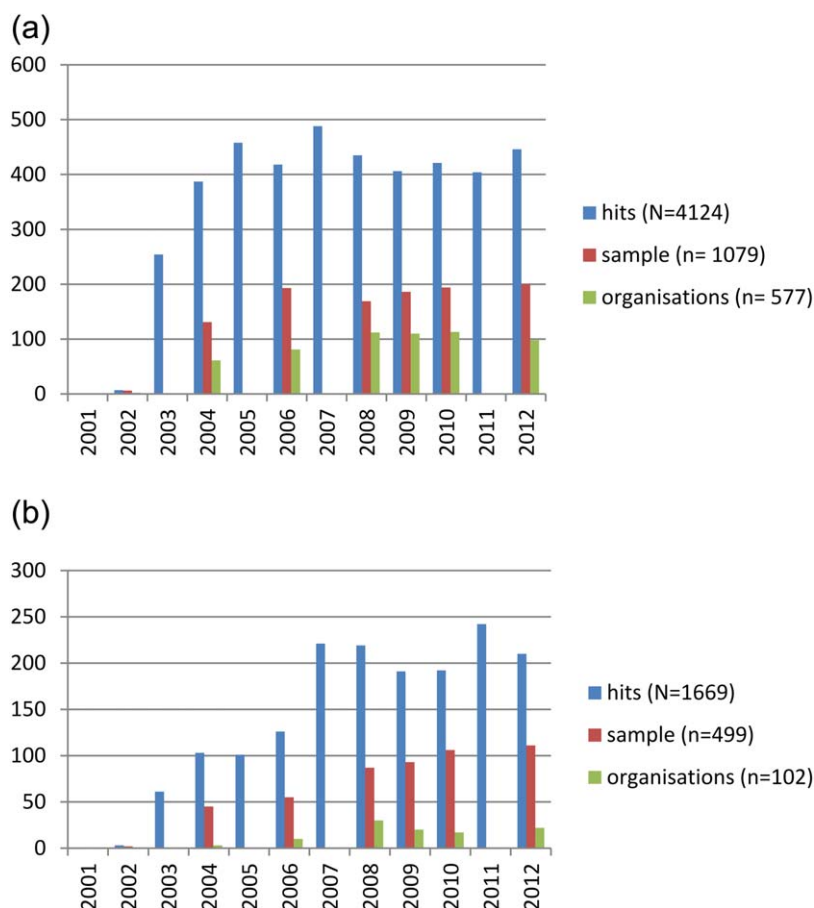 (a)
600
500
400
300
200
100
0
2001 2002 2003 2004 2005 2006 2007 2008 2009 2010 2011 2012
hits (N=4124)
sample (n= 1079)
organisations (n= 577)
(b)
300
250
200
150
100
50
0
2001 2002 2003 2004 2005 2006 2007 2008 2009 2010 2011 2012
hits (N=1669)
sample (n=499)
organisations (n=102)